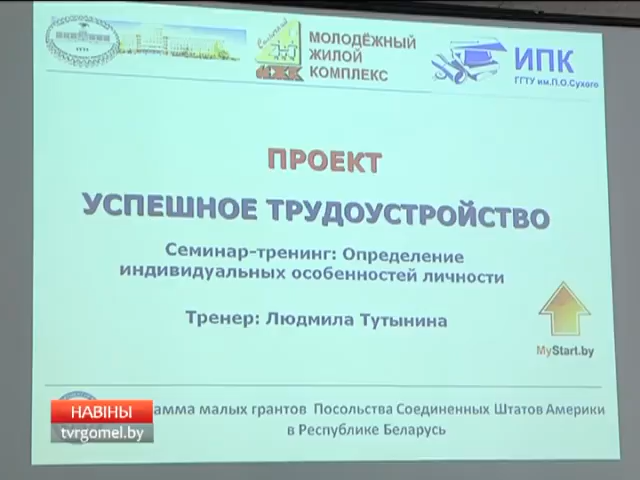 МОЛОДЁЖНЫЙ
ЖИЛОЙ
КОМПЛЕКС
МЖК
ИПК
ГГТУ им.П.О.Сухого
ПРОЕКТ
УСПЕШНОЕ ТРУДОУСТРОЙСТВО
Семинар-тренинг: Определение
индивидуальных особенностей личности
Тренер: Людмила Тутынина
MyStart.by
амма малых грантов Посольства Соединенных Штатов Америки
в Республике Беларусь
НАВІНЫ
tvrgomel.by